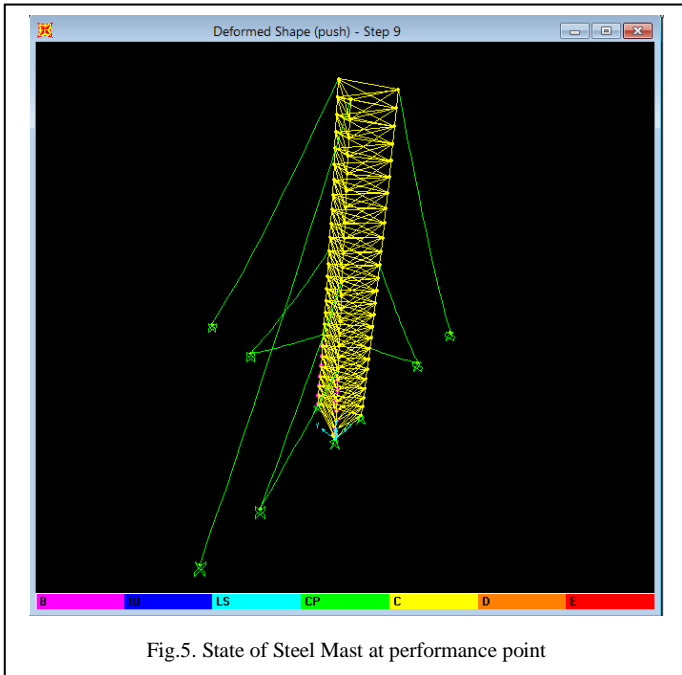 Deformed Shape (push) - Step 9
Y
B IO LS CP C D E
Fig.5. State of Steel Mast at performance point